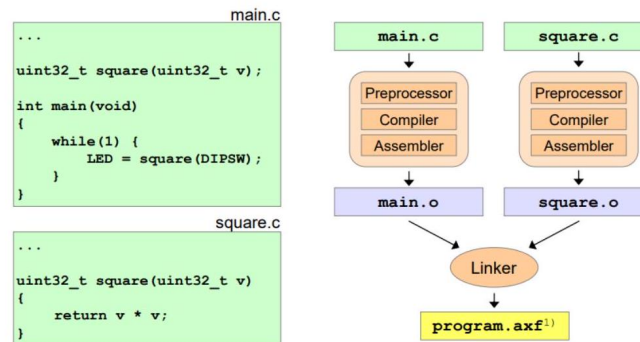 main.c
...
uint32_t square(uint32_t v);
int main(void)
{
while(1) {
LED = square(DIPSW);
}
}
square.c
...
uint32_t square(uint32_t v)
{
return v * v;
}
main.c
square.c
Preprocessor
Compiler
Assembler
Preprocessor
Compiler
Assembler
main.o
square.o
Linker
program.axf1)